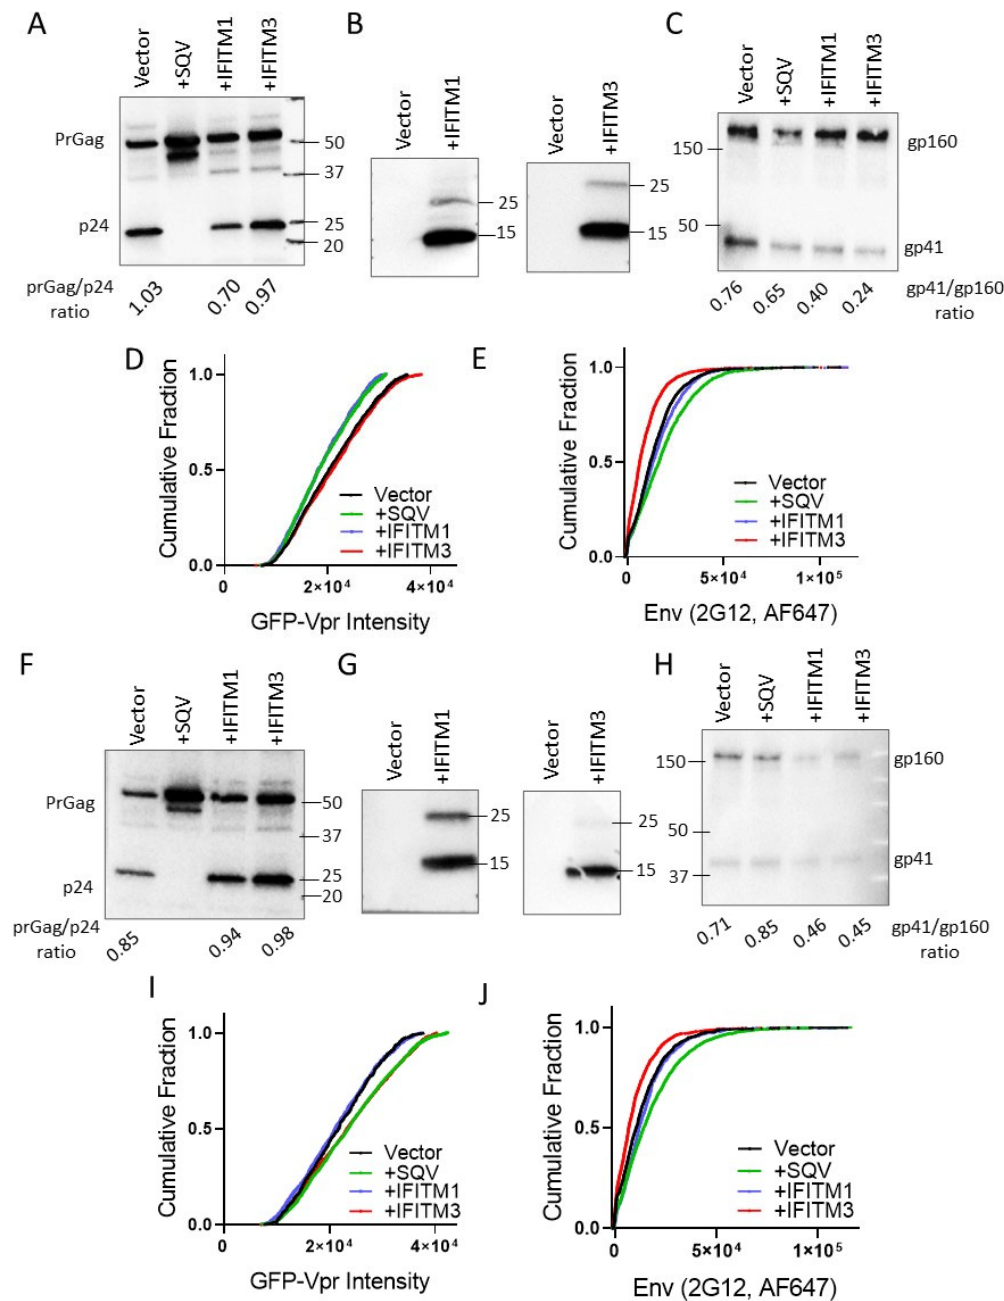 A
Vector
+SQV
+IFITM1
+IFITM3
PrGag
p24
50
37
25
20
prGag/p24
ratio
1.03
0.70
0.97
B
Vector
+IFITM1
25
15
Vector
+IFITM3
25
15
C
Vector
+SQV
+IFITM1
+IFITM3
150
50
gp160
gp41
0.76
0.65
0.40
0.24
gp41/gp160
ratio
D
Cumulative Fraction
1.0
0.5
0.0
0
2×10⁴
4×10⁴
GFP-Vpr Intensity
Vector
+SQV
+IFITM1
+IFITM3
E
Cumulative Fraction
1.0
0.5
0.0
0
5×10⁴
1×10⁵
Env (2G12, AF647)
Vector
+SQV
+IFITM1
+IFITM3
F
Vector
+SQV
+IFITM1
+IFITM3
PrGag
p24
50
37
25
20
prGag/p24
ratio
0.85
0.94
0.98
G
Vector
+IFITM1
25
15
Vector
+IFITM3
25
15
H
Vector
+SQV
+IFITM1
+IFITM3
150
50
37
gp160
gp41
0.71
0.85
0.46
0.45
gp41/gp160
ratio
I
Cumulative Fraction
1.0
0.5
0.0
0
2×10⁴
4×10⁴
GFP-Vpr Intensity
Vector
+SQV
+IFITM1
+IFITM3
J
Cumulative Fraction
1.0
0.5
0.0
0
5×10⁴
1×10⁵
Env (2G12, AF647)
Vector
+SQV
+IFITM1
+IFITM3